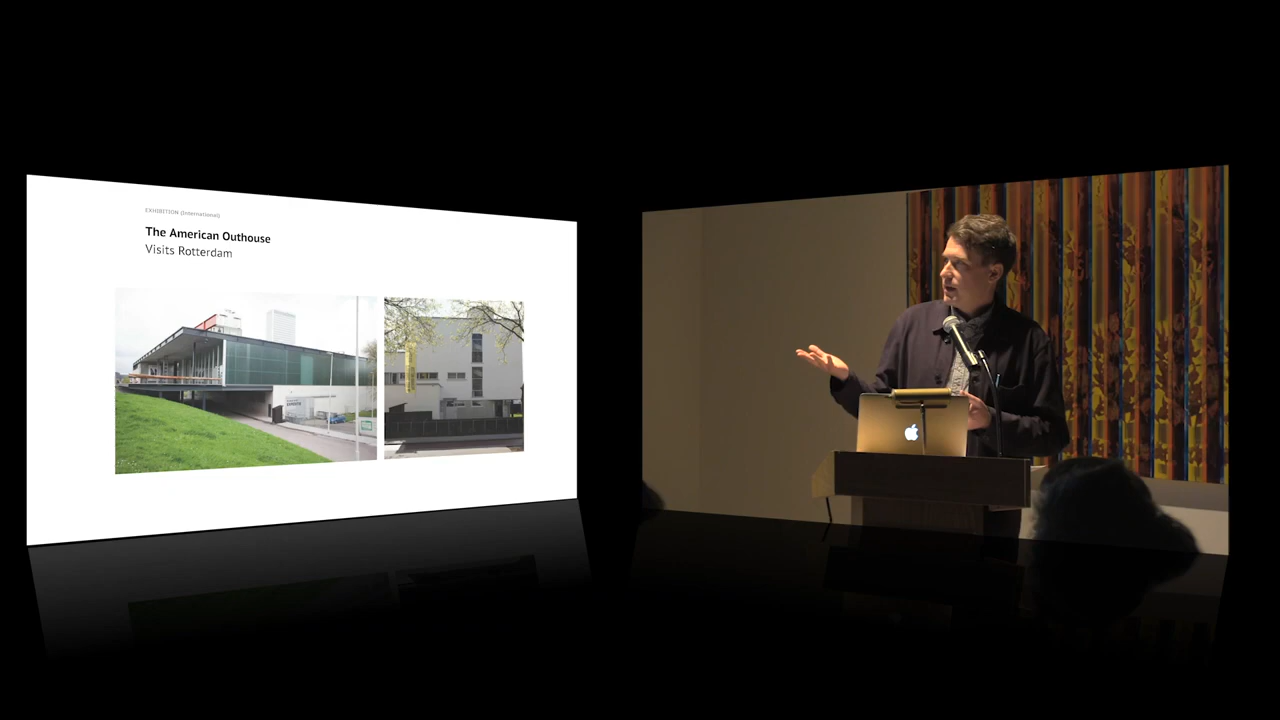 EXHIBITION (International)
The American Outhouse
Visits Rotterdam